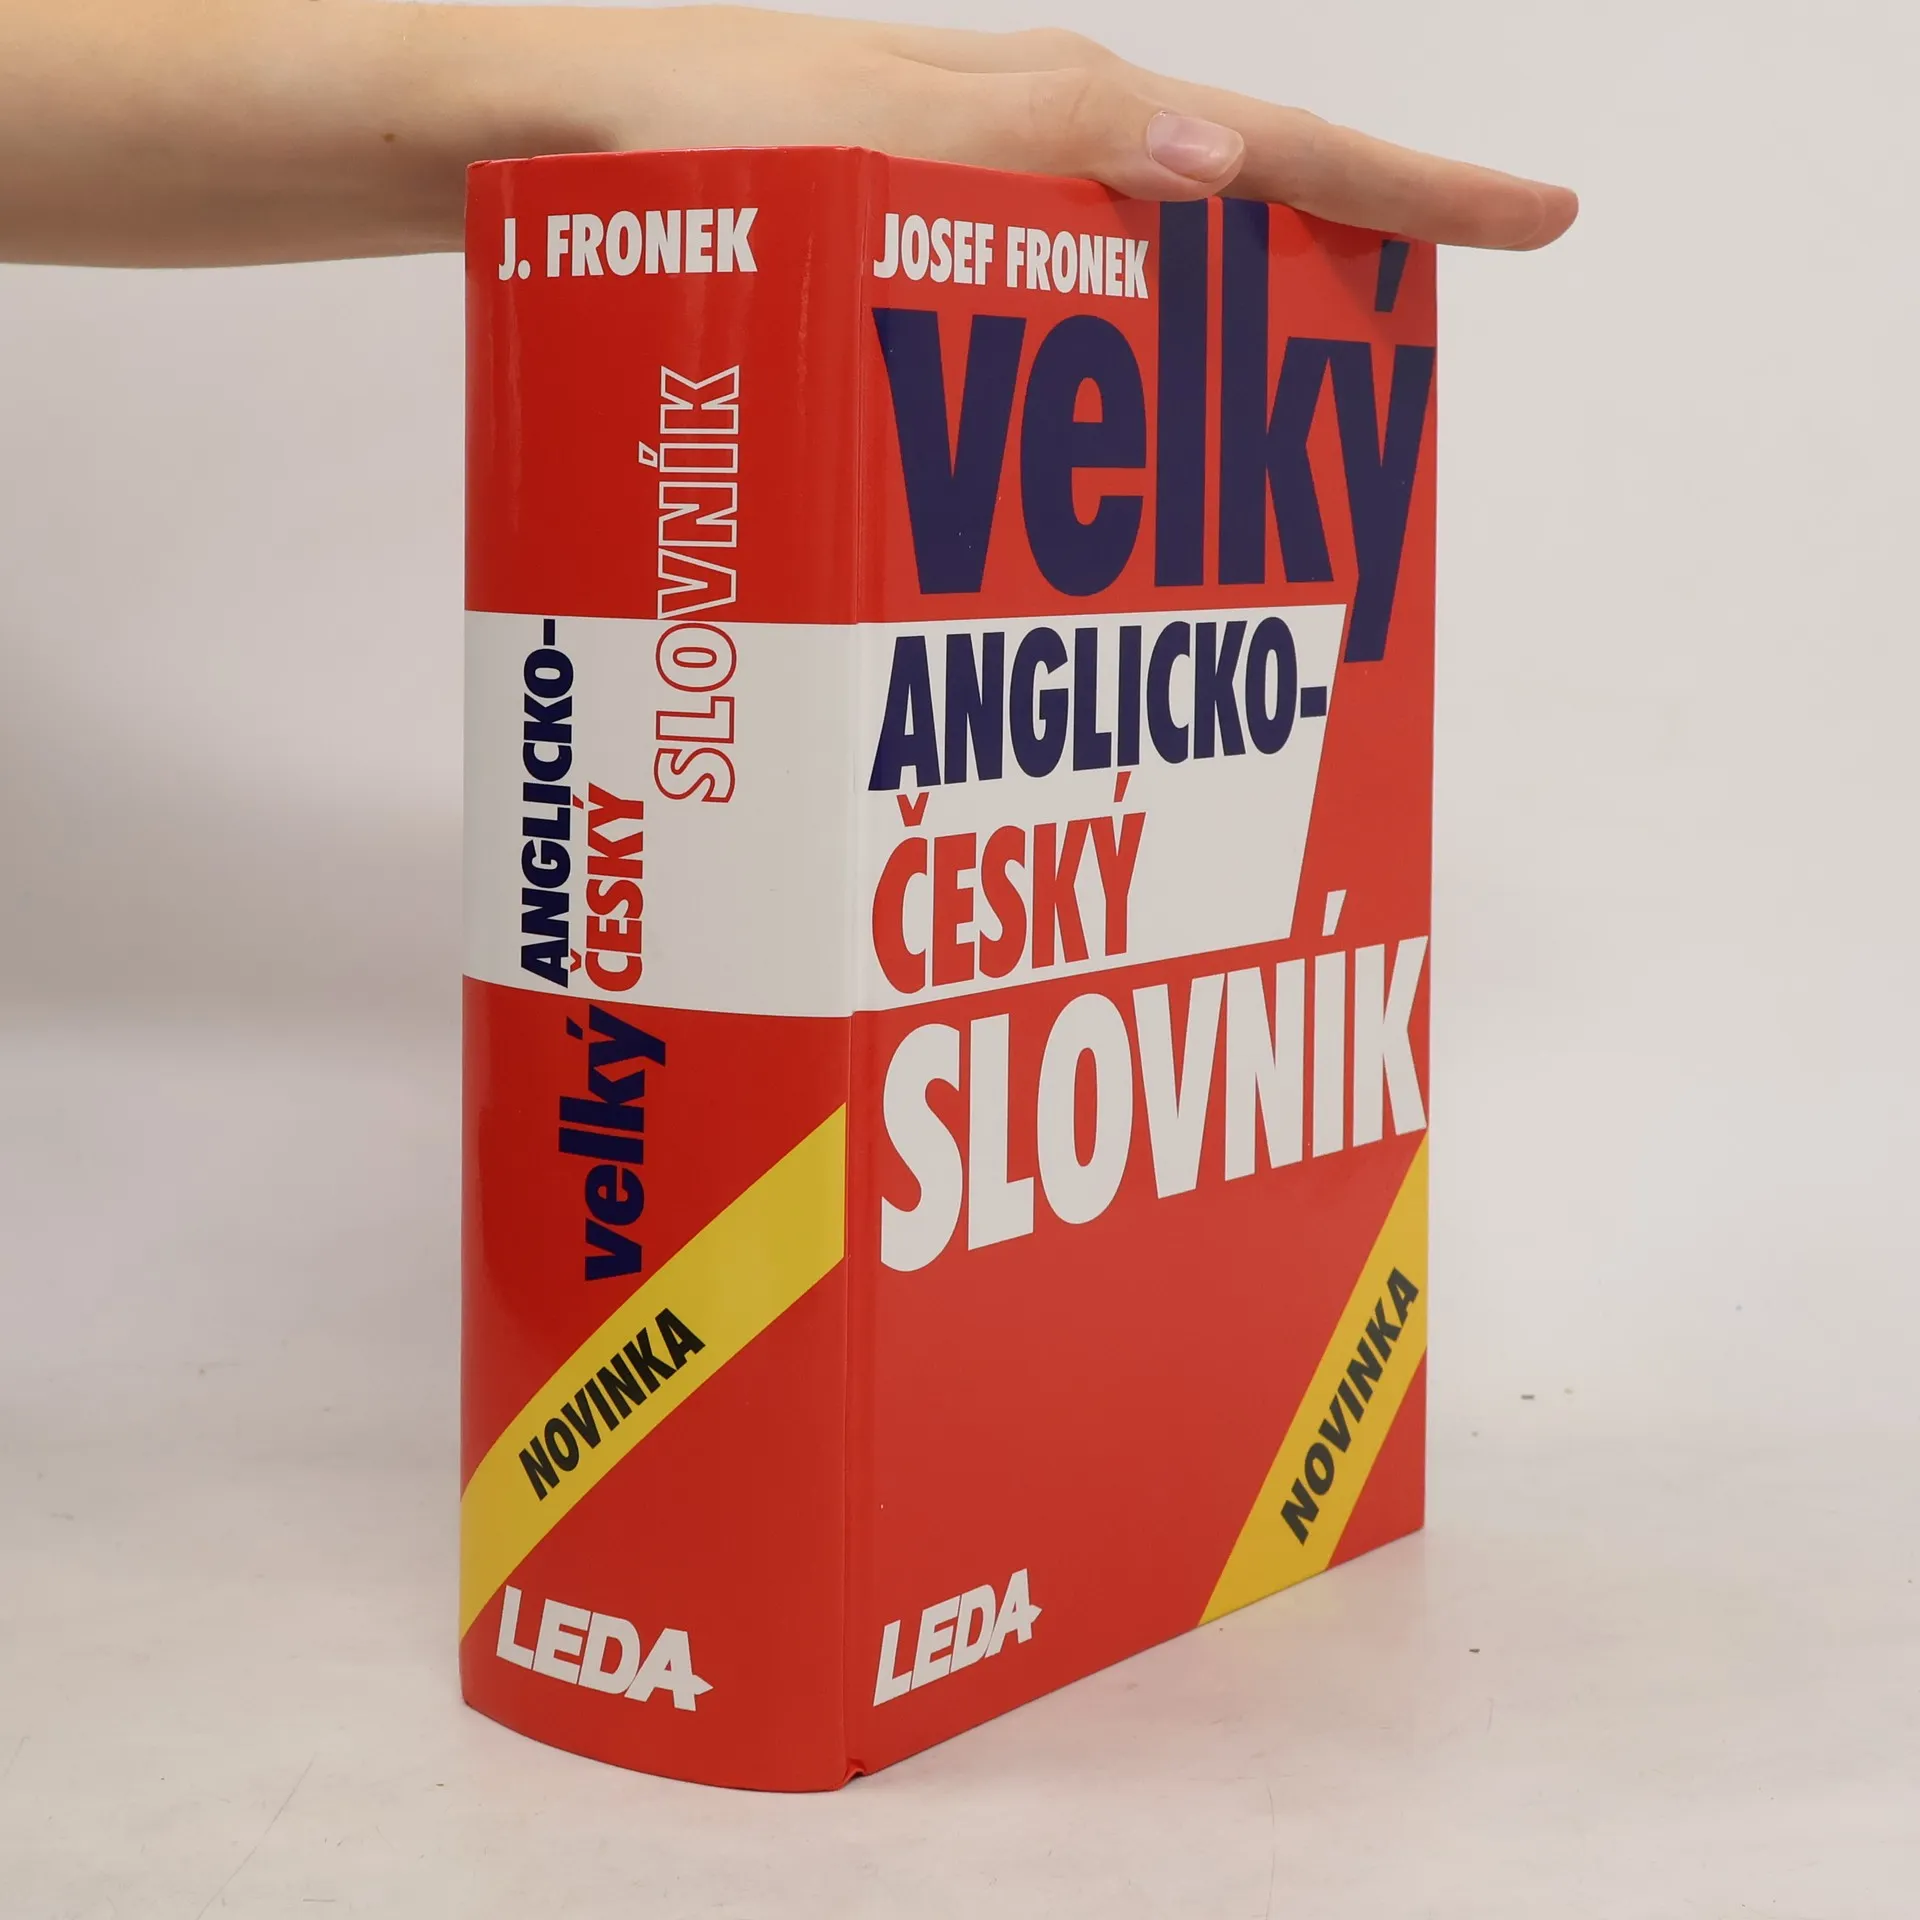 J. FRONEK
velký
ANGLICKO-
ČESKÝ
SLOVNÍK
NOVINKA
LEDA
JOSEF FRONEK
velký
ANGLICKO-
ČESKÝ
SLOVNÍK
NOVINKA
LEDA